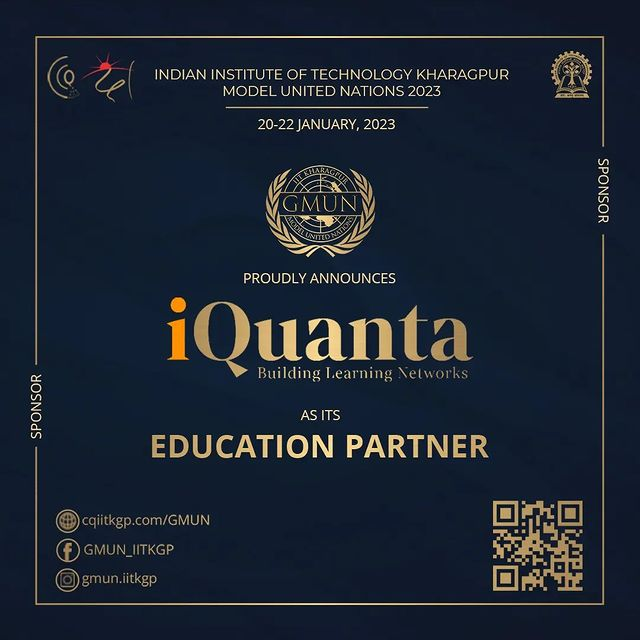 INDIAN INSTITUTE OF TECHNOLOGY KHARAGPUR
MODEL UNITED NATIONS 2023
20-22 JANUARY, 2023
IIT KHARAGPUR
GMUN
MODEL UNITED NATIONS
PROUDLY ANNOUNCES
iQuanta
Building Learning Networks
AS ITS
EDUCATION PARTNER
SPONSOR
SPONSOR
cqiitkgp.com/GMUN
GMUN_IITKGP
gmun.iitkgp